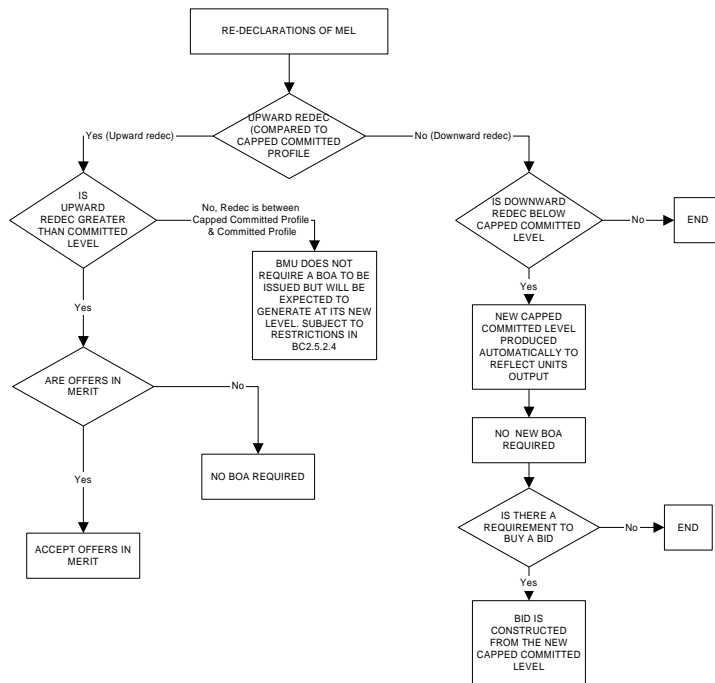 RE-DECLARATIONS OF MEL
UPWARD REDEC
(COMPARED TO
CAPPED COMMITTED
PROFILE
Yes (Upward redec)
No (Downward redec)
IS
UPWARD
REDEC GREATER
THAN COMMITTED
LEVEL
No, Redec is between
Capped Committed Profile
& Committed Profile
BMU DOES NOT
REQUIRE A BOA TO BE
ISSUED BUT WILL BE
EXPECTED TO
GENERATE AT ITS NEW
LEVEL. SUBJECT TO
RESTRICTIONS IN
BC2.5.2.4
Yes
ARE OFFERS IN
MERIT
No
NO BOA REQUIRED
Yes
ACCEPT OFFERS IN
MERIT
IS DOWNWARD
REDEC BELOW
CAPPED COMMITTED
LEVEL
No
END
Yes
NEW CAPPED
COMMITTED LEVEL
PRODUCED
AUTOMATICALLY TO
REFLECT UNITS
OUTPUT
NO NEW BOA
REQUIRED
IS THERE A
REQUIREMENT TO
BUY A BID
No
END
Yes
BID IS
CONSTRUCTED
FROM THE NEW
CAPPED COMMITTED
LEVEL